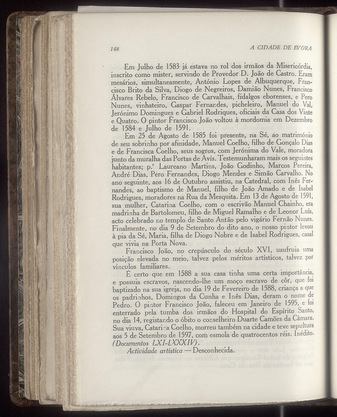 148 A CIDADE DE ÉVORA
Em Julho de 1583 já estava no rol dos irmãos da Misericórdia,
inscrito como mister, servindo de Provedor D. João de Castro. Eram
mesários, simultaneamente, António Lopes de Albuquerque, Fran-
cisco Brito da Silva, Diogo de Negreiros, Damião Nunes, Francisco
Álvares Rebelo, Francisco de Carvalhais, fidalgos eborenses, e Pero
Nunes, vinhateiro, Gaspar Fernandes, picheleiro, Manuel do Val,
Jerónimo Domingues e Gabriel Rodrigues, oficiais da Casa dos Vinte
e Quatro. O pintor Francisco João voltou à mordomia em Dezembro
de 1584 e Julho de 1591.
Em 25 de Agosto de 1585 foi presente, na Sé, ao matrimónio
de seu sobrinho por afinidade, Manuel Coelho, filho de Gonçalo Dias
e de Francisca Coelho, seus sogros, com Jerónima do Vale, moradora
junto da muralha das Portas de Avis. Testemunharam mais os seguintes
habitantes: p.e Laureano Martins, João Godinho, Marcos Pereira,
André Dias, Pero Fernandes, Diogo Mendes e Simão Carvalho. No
ano seguinte, aos 16 de Outubro assistiu, na Catedral, com Inês Fer-
nandes, ao baptismo de Manuel, filho de João Amado e de Isabel
Rodrigues, moradores na Rua da Mesquita. Em 13 de Agosto de 1591,
sua mulher, Catarina Coelho, com o escrivão Manuel Chainho, era
madrinha de Bartolomeu, filho de Miguel Ramalho e de Leonor Luís,
acto celebrado no templo de Santo Antão pelo vigário Fernão Nunes.
Finalmente, no dia 9 de Setembro do dito ano, o nosso pintor levou
à pia da Sé, Maria, filha de Diogo Nobre e de Isabel Rodrigues, casal
que vivia na Porta Nova.
Francisco João, no crepúsculo do século XVI, usufruía uma
posição elevada no meio, talvez pelos méritos artísticos, talvez por
vínculos familiares.
É certo que em 1588 a sua casa tinha uma certa importância,
e possuía escravos, nascendo-lhe um moço escravo de côr, que foi
baptizado na sua igreja, no dia 19 de Fevereiro de 1588, criança a que
os padrinhos, Domingos da Cunha e Inês Dias, deram o nome de
Pedro. O pintor Francisco João, faleceu em Janeiro de 1595, e foi
enterrado pela tumba dos irmãos do Hospital do Espírito Santo,
no dia 14, registando o óbito o conselheiro Duarte Camões da Câmara.
Sua viúva, Catarina Coelho, morreu também na cidade e teve sepultura
aos 5 de Setembro de 1597, com esmola de quatrocentos réis. Inédito.
(Documentos LXI-LXXXIV).
Actividade artística — Desconhecida.